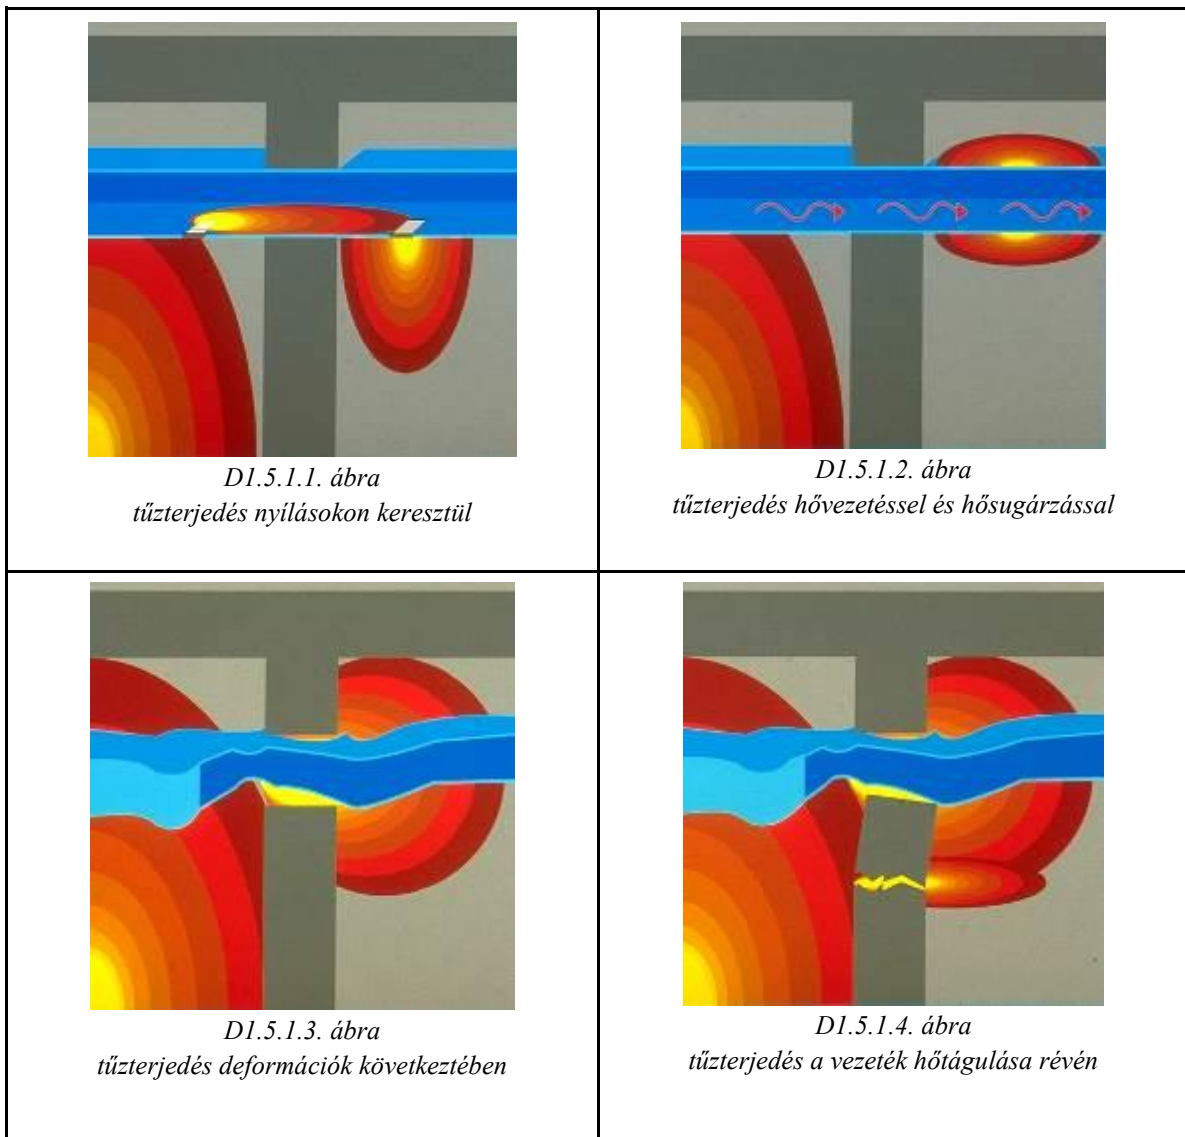 D1.5.1.1. ábra
tűzterjedés nyílásokon keresztül
D1.5.1.2. ábra
tűzterjedés hővezetéssel és hősugárzással
D1.5.1.3. ábra
tűzterjedés deformációk következtében
D1.5.1.4. ábra
tűzterjedés a vezeték hőtágulása révén